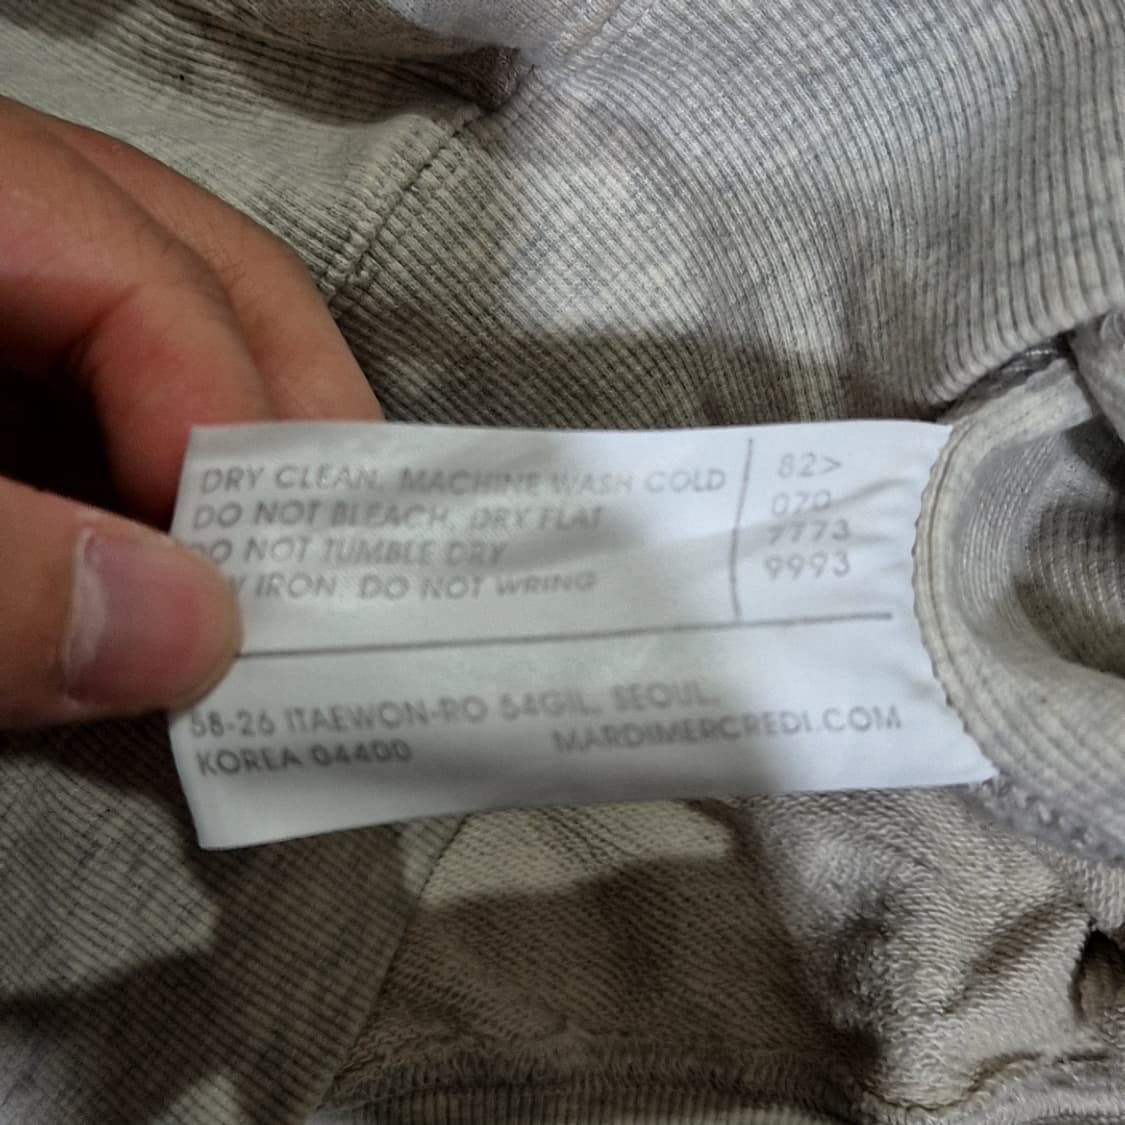 DRY CLEAN. MACHINE WASH COLD
DO NOT BLEACH. DRY FLAT
DO NOT TUMBLE DRY
IRON. DO NOT WRING
82>
070
7773
9993
58-26 ITAEWON-RO 54GIL, SEOUL,
KOREA 04400
MARDIMERCREDI.COM